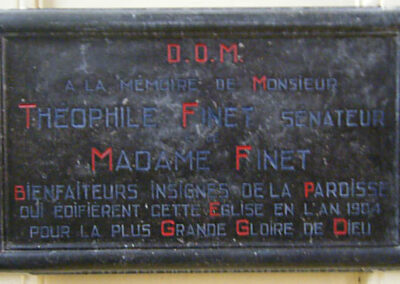 D.O.M.
A LA MÉMOIRE DE MONSIEUR
THÉOPHILE FINET SÉNATEUR
MADAME FINET
BIENFAITEURS INSIGNES DE LA PAROISSE
QUI ÉDIFIÈRENT CETTE ÉGLISE EN L'AN 1904
POUR LA PLUS GRANDE GLOIRE DE DIEU